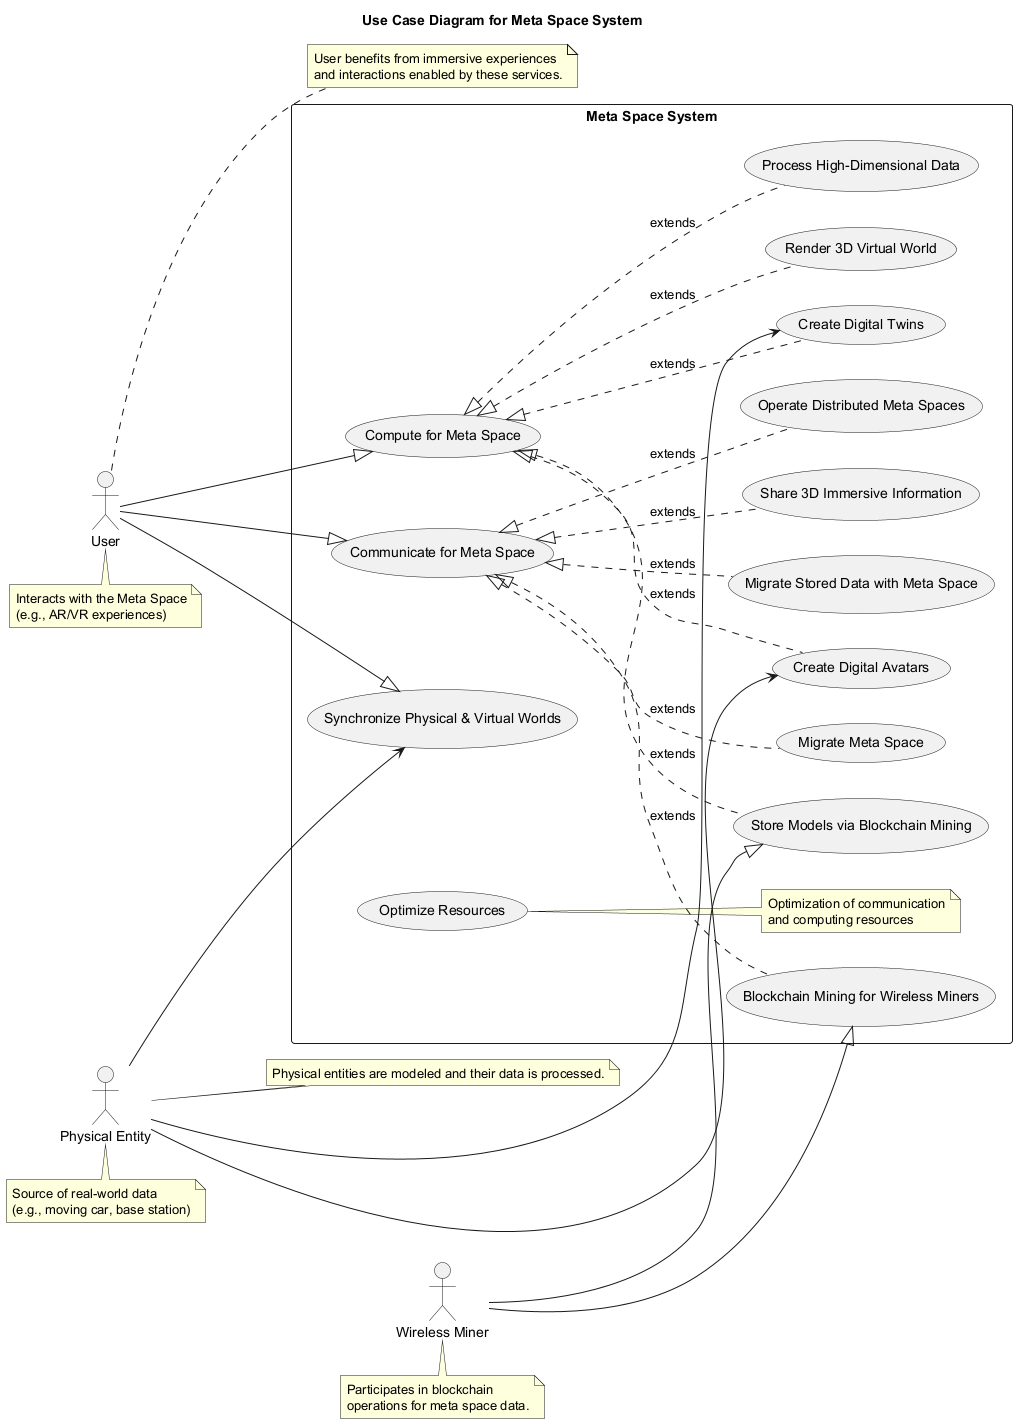 Use Case Diagram for Meta Space System
User benefits from immersive experiences
and interactions enabled by these services.
Meta Space System
Process High-Dimensional Data
extends
Render 3D Virtual World
extends
Create Digital Twins
extends
Operate Distributed Meta Spaces
Compute for Meta Space
extends
Share 3D Immersive Information
extends
User
Communicate for Meta Space
extends
Migrate Stored Data with Meta Space
Interacts with the Meta Space
(e.g., AR/VR experiences)
extends
Create Digital Avatars
extends
Synchronize Physical & Virtual Worlds
Migrate Meta Space
extends
extends
Store Models via Blockchain Mining
Optimize Resources
Optimization of communication
and computing resources
Blockchain Mining for Wireless Miners
Physical entities are modeled and their data is processed.
Physical Entity
Source of real-world data
(e.g., moving car, base station)
Wireless Miner
Participates in blockchain
operations for meta space data.